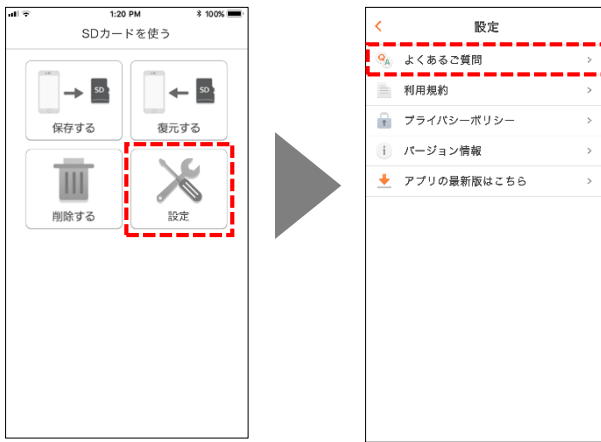 1:20 PM
100%
SDカードを使う
SD
SD
保存する
復元する
削除する
設定
設定
Q
A
よくあるご質問
利用規約
プライバシーポリシー
i
バージョン情報
アプリの最新版はこちら